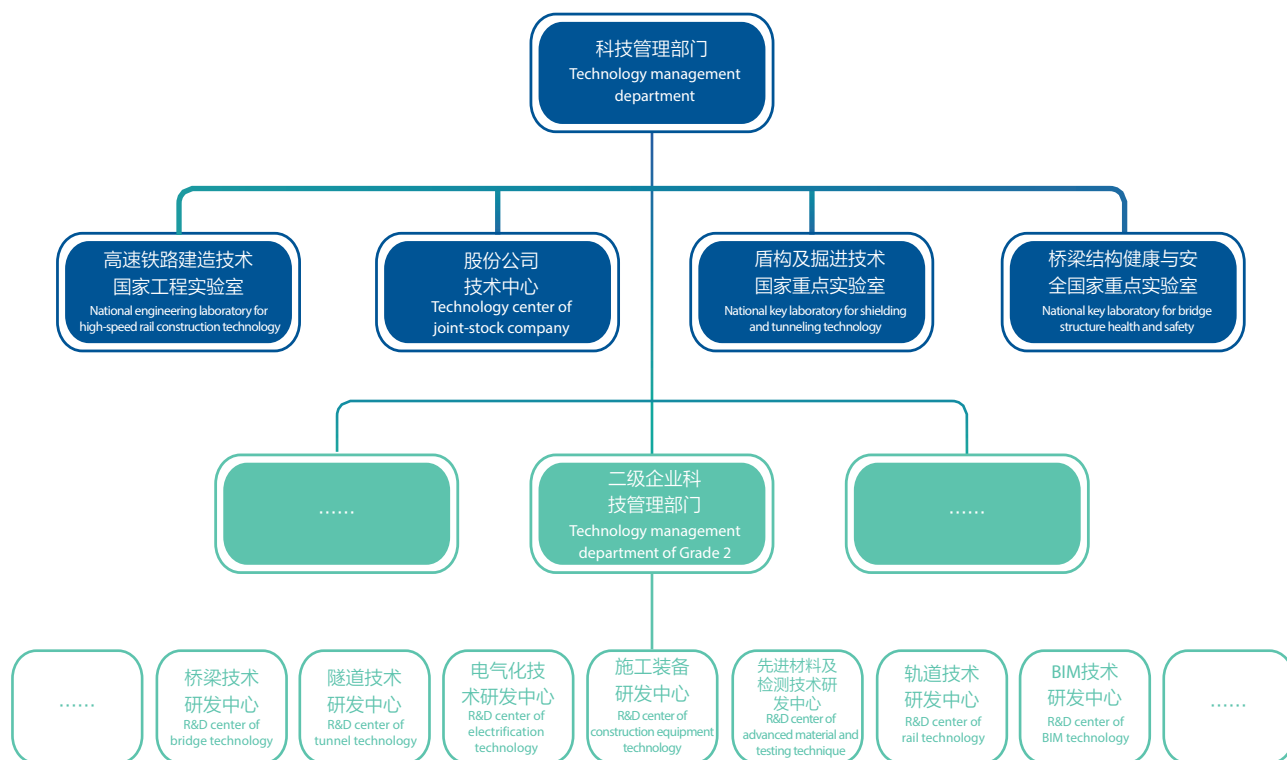 科技管理部门
Technology management
department
高速铁路建造技术
国家工程实验室
National engineering laboratory for
high-speed rail construction technology
股份公司
技术中心
Technology center of
joint-stock company
盾构及掘进技术
国家重点实验室
National key laboratory for shielding
and tunneling technology
桥梁结构健康与安
全国家重点实验室
National key laboratory for bridge
structure health and safety
……
二级企业科
技管理部门
Technology management
department of Grade 2
……
……
桥梁技术
研发中心
R&D center of
bridge technology
隧道技术
研发中心
R&D center of
tunnel technology
电气化技
术研发中心
R&D center of
electrification
technology
施工装备
研发中心
R&D center of
construction equipment
technology
先进材料及
检测技术研
发中心
R&D center of
advanced material and
testing technique
轨道技术
研发中心
R&D center of
rail technology
BIM技术
研发中心
R&D center of
BIM technology
……